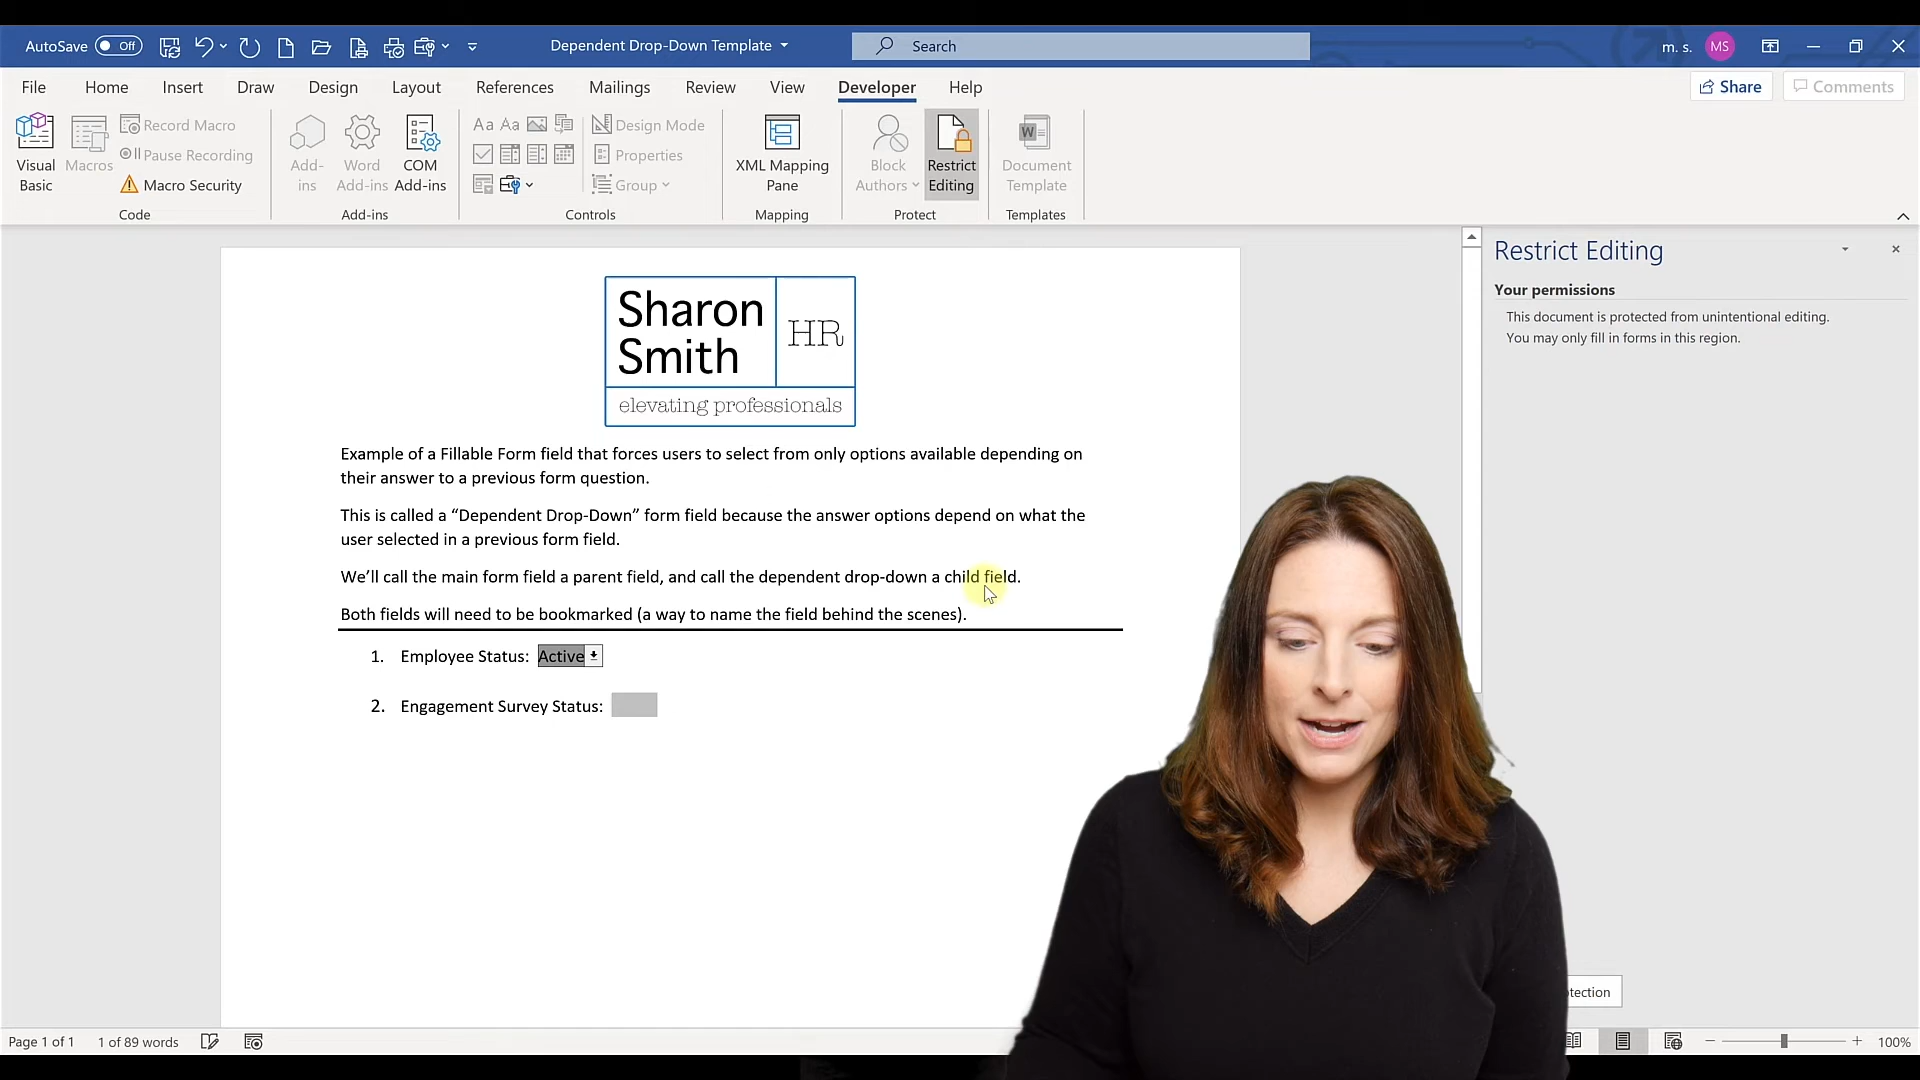 AutoSave Off Dependent Drop-Down Template Search m. s. MS
File Home Insert Draw Design Layout References Mailings Review View Developer Help Share Comments
Visual Basic
Macros
Record Macro
Pause Recording
Macro Security
Code
Add-ins
Word Add-ins
COM Add-ins
Add-ins
Aa Aa
Design Mode
Properties
Group
Controls
XML Mapping Pane
Mapping
Block Authors
Restrict Editing
Protect
Document Template
Templates
Restrict Editing
Your permissions
This document is protected from unintentional editing.
You may only fill in forms in this region.
Sharon
Smith
HR
elevating professionals
Example of a Fillable Form field that forces users to select from only options available depending on
their answer to a previous form question.
This is called a “Dependent Drop-Down” form field because the answer options depend on what the
user selected in a previous form field.
We’ll call the main form field a parent field, and call the dependent drop-down a child field.
Both fields will need to be bookmarked (a way to name the field behind the scenes).
1. Employee Status: Active
2. Engagement Survey Status:
Page 1 of 1 1 of 89 words 100%